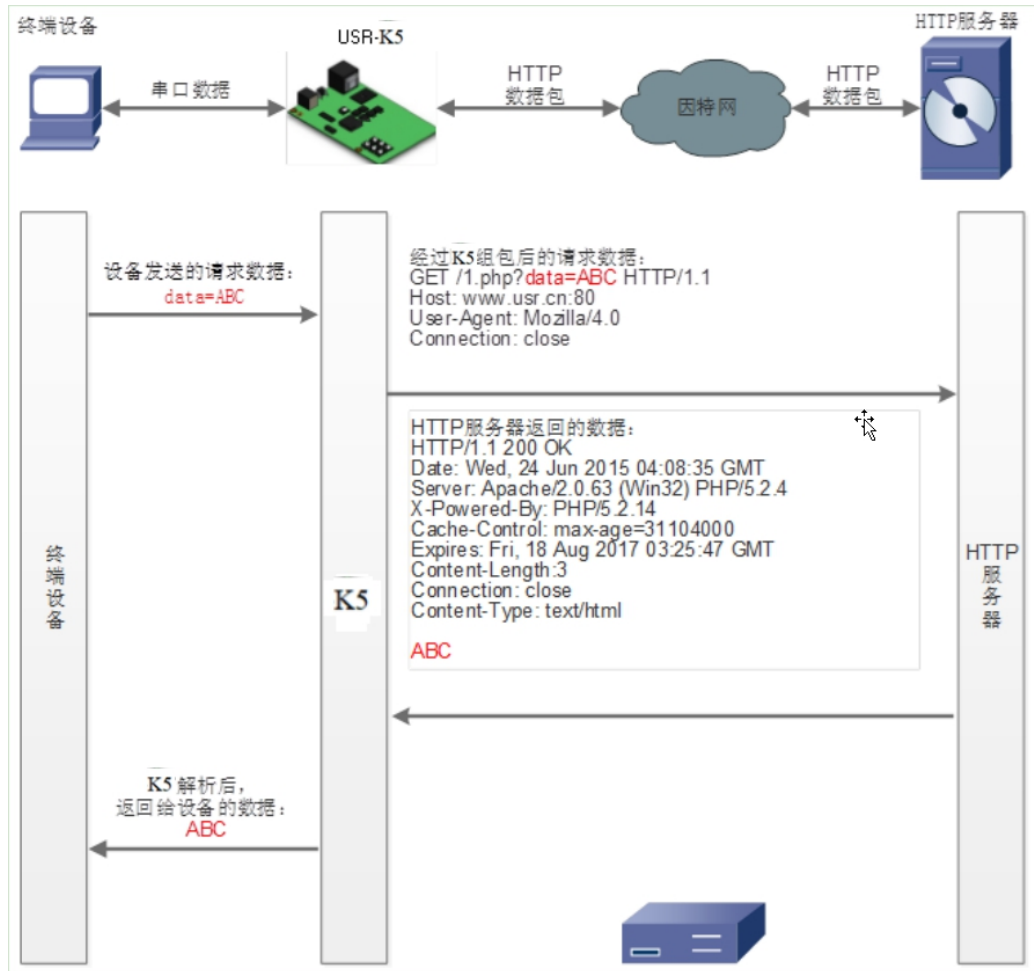 终端设备
USR-K5
HTTP服务器
串口数据
HTTP
数据包
因特网
HTTP
数据包
设备发送的请求数据:
data=ABC
经过K5组包后的请求数据:
GET /1.php?data=ABC HTTP/1.1
Host: www.usr.cn:80
User-Agent: Mozilla/4.0
Connection: close
HTTP服务器返回的数据:
HTTP/1.1 200 OK
Date: Wed, 24 Jun 2015 04:08:35 GMT
Server: Apache/2.0.63 (Win32) PHP/5.2.4
X-Powered-By: PHP/5.2.14
Cache-Control: max-age=31104000
Expires: Fri, 18 Aug 2017 03:25:47 GMT
Content-Length:3
Connection: close
Content-Type: text/html
ABC
终端设备
K5
HTTP
服务器
K5 解析后,
返回给设备的数据:
ABC